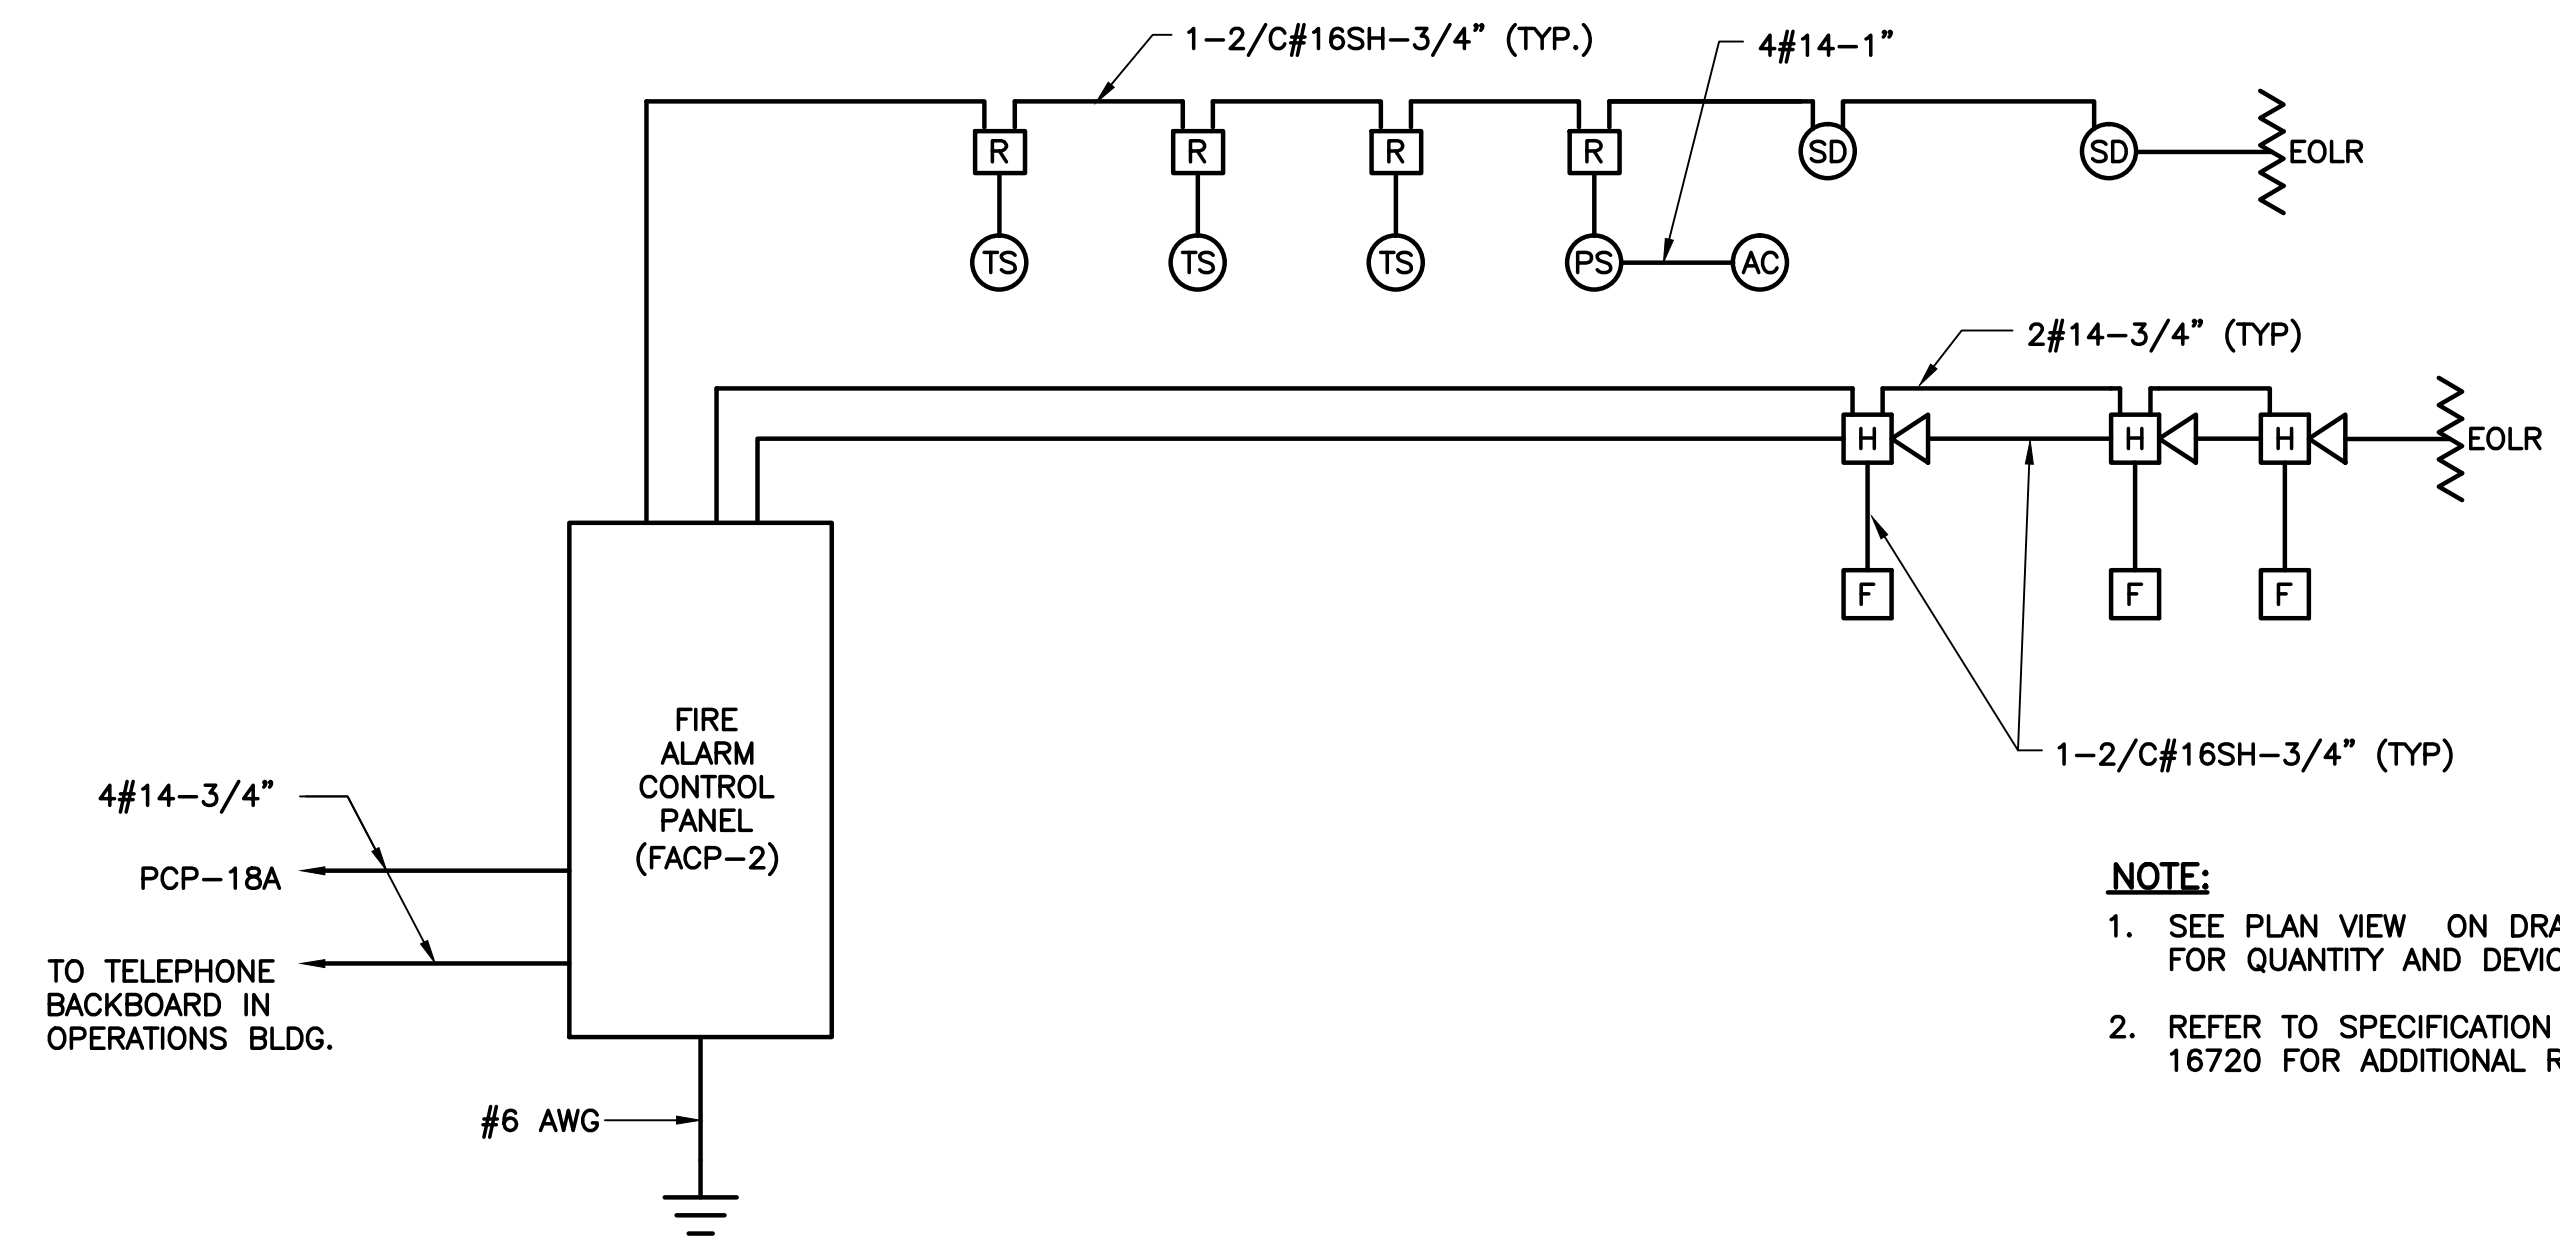 1-2/C#16SH-3/4" (TYP.)
4#14-1"
R
R
R
R
SD
SD
EOLR
TS
TS
TS
PS
AC
2#14-3/4" (TYP)
H
H
H
EOLR
F
F
F
1-2/C#16SH-3/4" (TYP)
FIRE
ALARM
CONTROL
PANEL
(FACP-2)
4#14-3/4"
PCP-18A
TO TELEPHONE
BACKBOARD IN
OPERATIONS BLDG.
#6 AWG
NOTE:
1. SEE PLAN VIEW ON
FOR QUANTITY AND
2. REFER TO SPECIFICATION
16720 FOR ADDITIONAL